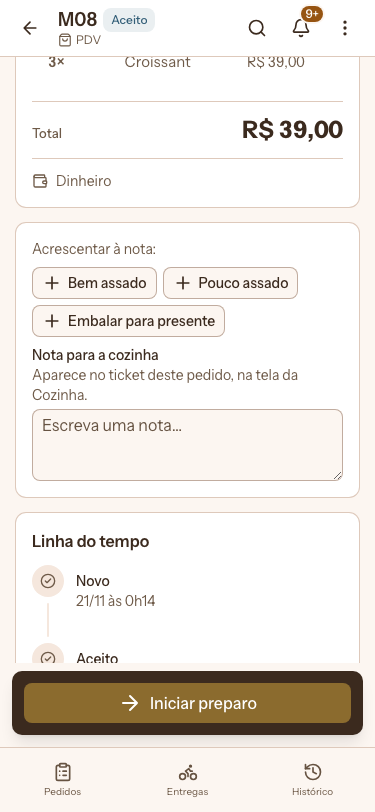 M08 Aceito
9+
PDV
3× Croissant R$ 39,00
Total R$ 39,00
Dinheiro
Acrescentar à nota:
Bem assado
Pouco assado
Embalar para presente
Nota para a cozinha
Aparece no ticket deste pedido, na tela da
Cozinha.
Escreva uma nota...
Linha do tempo
Novo
21/11 às 0h14
Aceito
Iniciar preparo
Pedidos Entregas Histórico